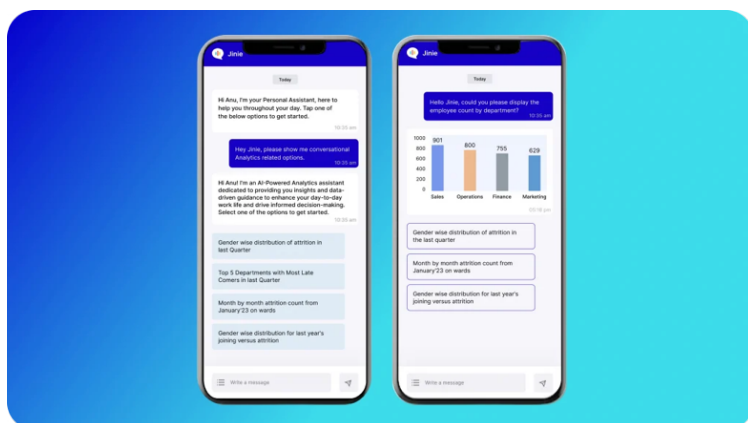 Jinie
Today
Hi Anu, I'm your Personal Assistant, here to
help you throughout your day. Tap one of
the below options to get started.
10:35 am
Hey Jinie, please show me conversational
Analytics related options.
10:35 am
Hi Anu! I'm an AI-Powered Analytics assistant
dedicated to providing you insights and data-
driven guidance to enhance your day-to-day
work life and drive informed decision-making.
Select one of the options to get started.
10:35 am
Gender wise distribution of attrition in
last Quarter
Top 5 Departments with Most Late
Comers in last Quarter
Month by month attrition count from
January'23 on wards
Gender wise distribution for last year's
joining versus attrition
Write a message
Jinie
Today
Hello Jinie, could you please display the
employee count by department?
10:35 am
1000
800
600
400
200
0
901
800
755
629
Sales
Operations
Finance
Marketing
Gender wise distribution of attrition in
the last quarter
Month by month attrition count from
January'23 on wards
Gender wise distribution for last year's
joining versus attrition
Write a message